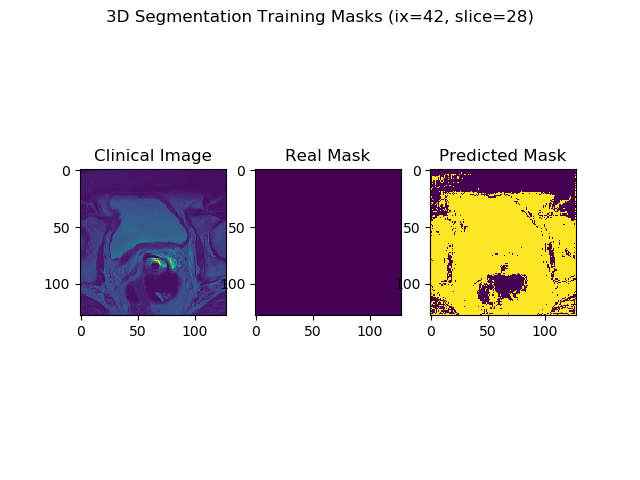 3D Segmentation Training Masks (ix=42, slice=28)
Clinical Image Real Mask Predicted Mask
0 0 0
50 50 50
100 100 100
0 50 100 0 50 100 0 50 100